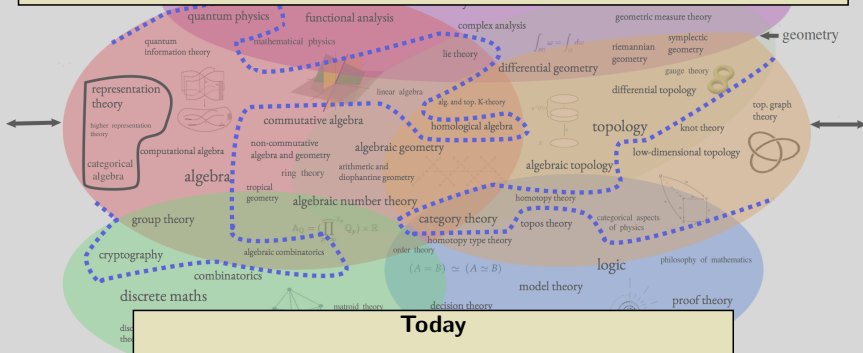 quantum physics
functional analysis
complex analysis
geometric measure theory
quantum
information theory
mathematical physics
lie theory
riemannian
geometry
symplectic
geometry
geometry
differential geometry
gauge theory
differential topology
representation
theory
linear algebra
alg. and top. K-theory
top. graph
theory
higher representation
theory
commutative algebra
homological algebra
topology
knot theory
computational algebra
non-commutative
algebra and geometry
algebraic geometry
low-dimensional topology
categorical
algebra
algebra
ring theory
arithmetic and
diophantine geometry
algebraic topology
tropical
geometry
algebraic number theory
homotopy theory
group theory
category theory
topos theory
categorical aspects
of physics
homotopy type theory
cryptography
algebraic combinatorics
order theory
(A = B) ≃ (A ≃ B)
logic
philosophy of mathematics
combinatorics
model theory
discrete maths
matroid theory
decision theory
proof theory
Today